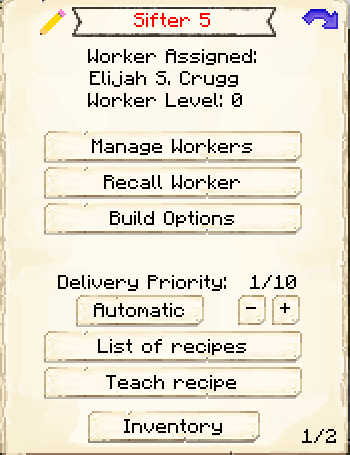 Sifter 5
Worker Assigned:
Elijah S. Crugg
Worker Level: 0
Manage Workers
Recall Worker
Build Options
Delivery Priority: 1/10
Automatic - +
List of recipes
Teach recipe
Inventory
1/2